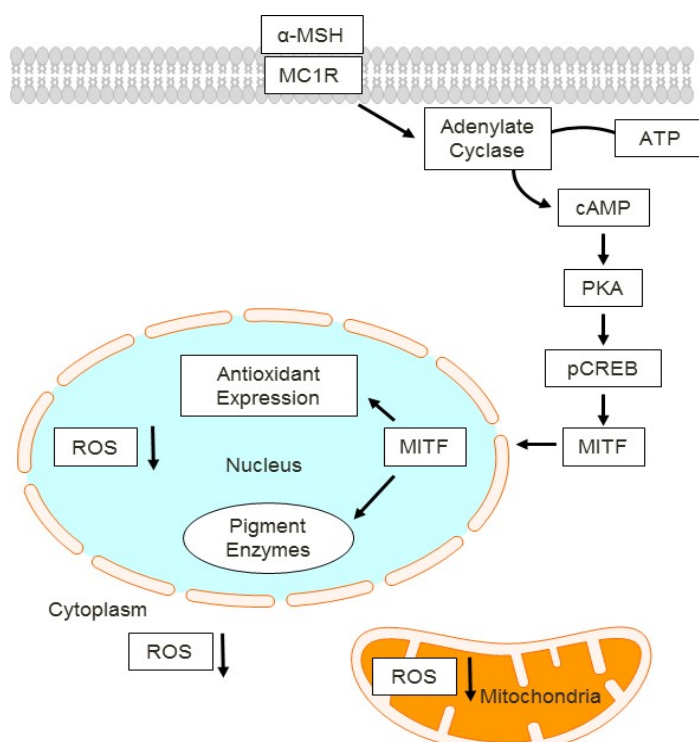 α-MSH
MC1R
Adenylate
Cyclase
ATP
cAMP
PKA
pCREB
MITF
Antioxidant
Expression
ROS
MITF
Nucleus
Pigment
Enzymes
Cytoplasm
ROS
ROS
Mitochondria